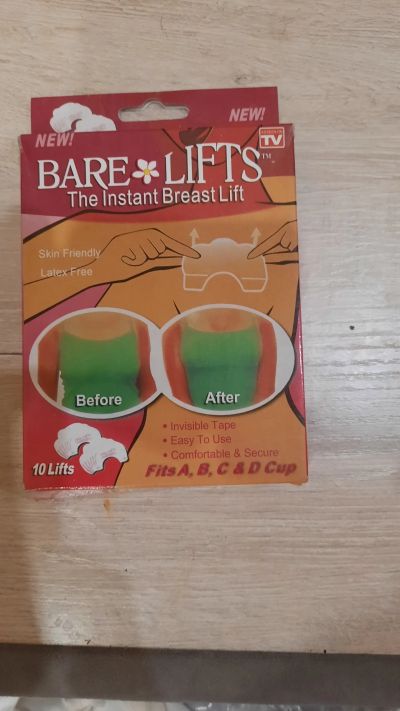 NEW!
NEW!
AS SEEN ON
TV
BARE LIFTS™
The Instant Breast Lift
Skin Friendly
Latex Free
Before
After
• Invisible Tape
• Easy To Use
• Comfortable & Secure
10 Lifts
Fits A, B, C & D Cup